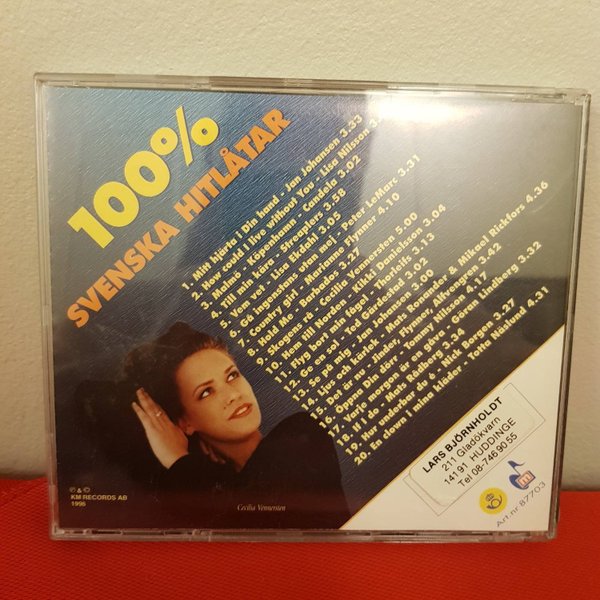 100%
SVENSKA HITLÅTAR
1. Mitt hjärta i Din hand - Jan Johansen 3.33
2. How could I live without You - Lisa Nilsson
3. Malmö - Köpenhamn - Candela 3.02
4. Till min kära - Streaplers 3.58
5. Vem vet - Lisa Ekdahl 3.05
6. Gå ingenstans utan mej - Peter LeMarc 3.31
7. Country girl - Marianne Flynner 4.10
8. Hold Me - Barbados 3.27
9. Skogens rå - Cecilia Vennersten 5.00
10. Hem till Norden - Kikki Danielsson 3.04
11. Flyg bort min fågel - Thorleifs 3.13
12. Ge en sol - Ted Gärdestad 3.02
13. Se på mig - Jan Johansen 3.00
14. Ljus och kärlek - Mats Ronander & Mikael Rickfors 4.36
15. Det är nu - Jinder, Flymer, Alfvengren 3.42
16. Öppna Din dörr - Tommy Nilsson 4.17
17. Varje morgon är en gåva - Göran Lindberg 3.32
18. If I do - Mats Rådberg 3.34
19. Hur underbar du é - Nick Borgen 3.27
20. En clown i mina kläder - Totta Näslund 4.31
LARS BJÖRNHOLDT
211 Gladökvarn
141 91 HUDDINGE
Tel 08-746 90 55
Ⓟ & ©
KM RECORDS AB
1996
Cecilia Vennersten
m
Art.nr 87703